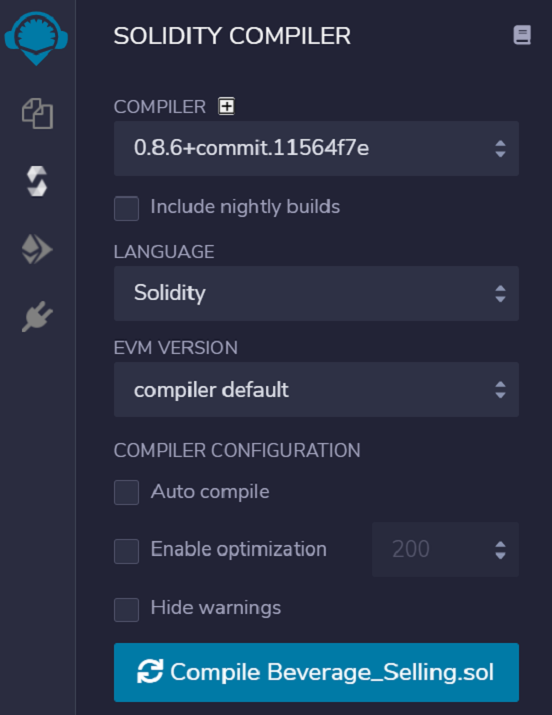 SOLIDITY COMPILER
COMPILER
0.8.6+commit.11564f7e
Include nightly builds
LANGUAGE
Solidity
EVM VERSION
compiler default
COMPILER CONFIGURATION
Auto compile
Enable optimization 200
Hide warnings
Compile Beverage_Selling.sol